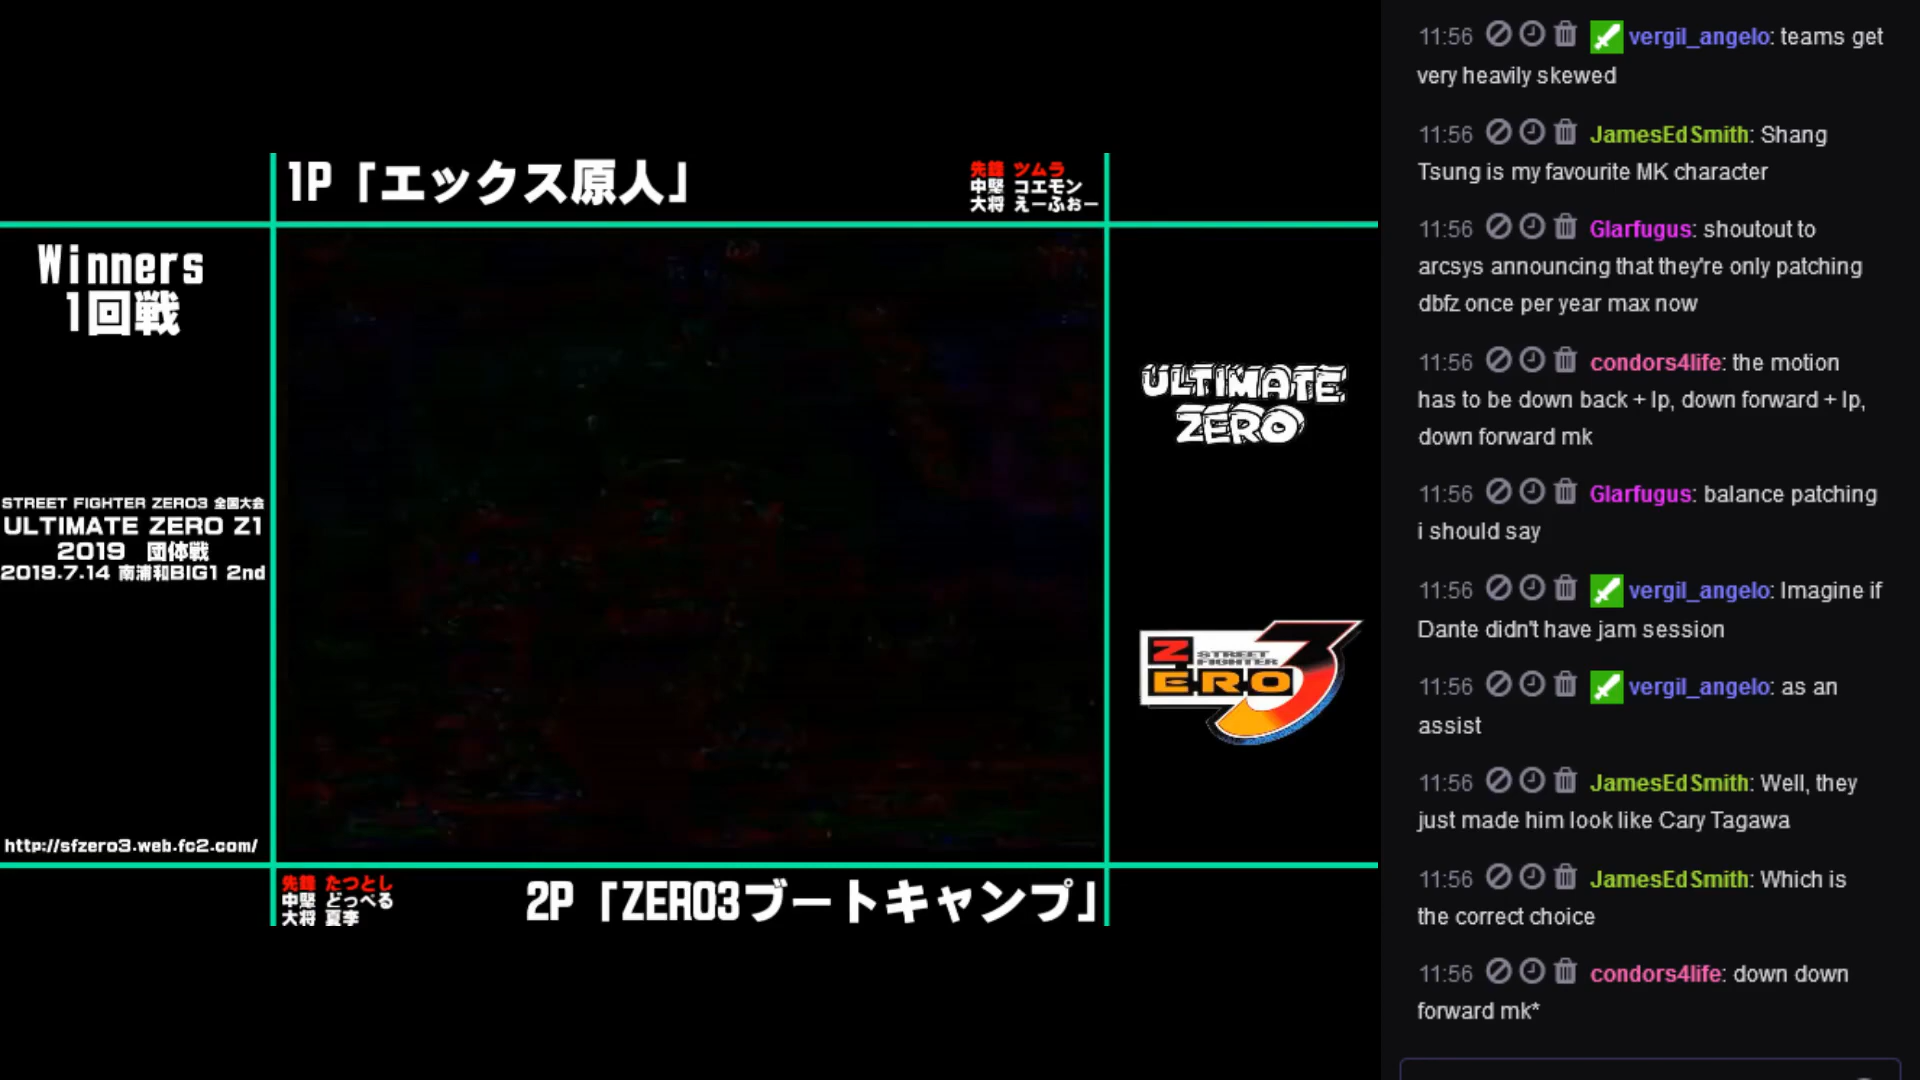 1P「エックス原人」
先鋒 ツムラ
中堅 コエモン
大将 えーふぉー
Winners
1回戦
STREET FIGHTER ZERO3 全国大会
ULTIMATE ZERO Z1
2019 団体戦
2019.7.14 南浦和BIG1 2nd
http://sfzero3.web.fc2.com/
ULTIMATE
ZERO
STREET
FIGHTER
ZERO 3
先鋒 たつとし
中堅 どっぺる
大将 夏李
2P「ZERO3ブートキャンプ」
11:56 vergil_angelo: teams get
very heavily skewed
11:56 JamesEdSmith: Shang
Tsung is my favourite MK character
11:56 Glarfugus: shoutout to
arcsys announcing that they're only patching
dbfz once per year max now
11:56 condors4life: the motion
has to be down back + lp, down forward + lp,
down forward mk
11:56 Glarfugus: balance patching
i should say
11:56 vergil_angelo: Imagine if
Dante didn't have jam session
11:56 vergil_angelo: as an
assist
11:56 JamesEdSmith: Well, they
just made him look like Cary Tagawa
11:56 JamesEdSmith: Which is
the correct choice
11:56 condors4life: down down
forward mk*